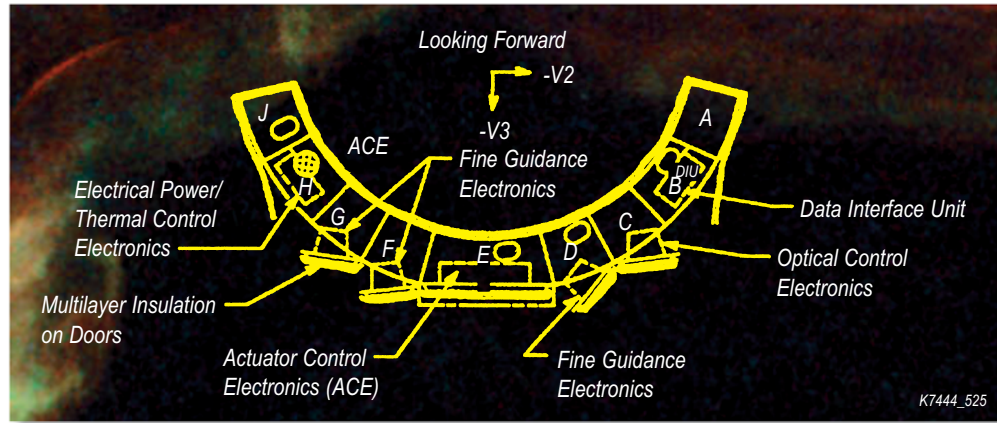 Looking Forward
-V2
-V3
J
ACE
A
Fine Guidance
Electronics
H
DIU
B
Electrical Power/
Thermal Control
Electronics
G
C
Data Interface Unit
F
E
D
Optical Control
Electronics
Multilayer Insulation
on Doors
Actuator Control
Electronics (ACE)
Fine Guidance
Electronics
K7444_525